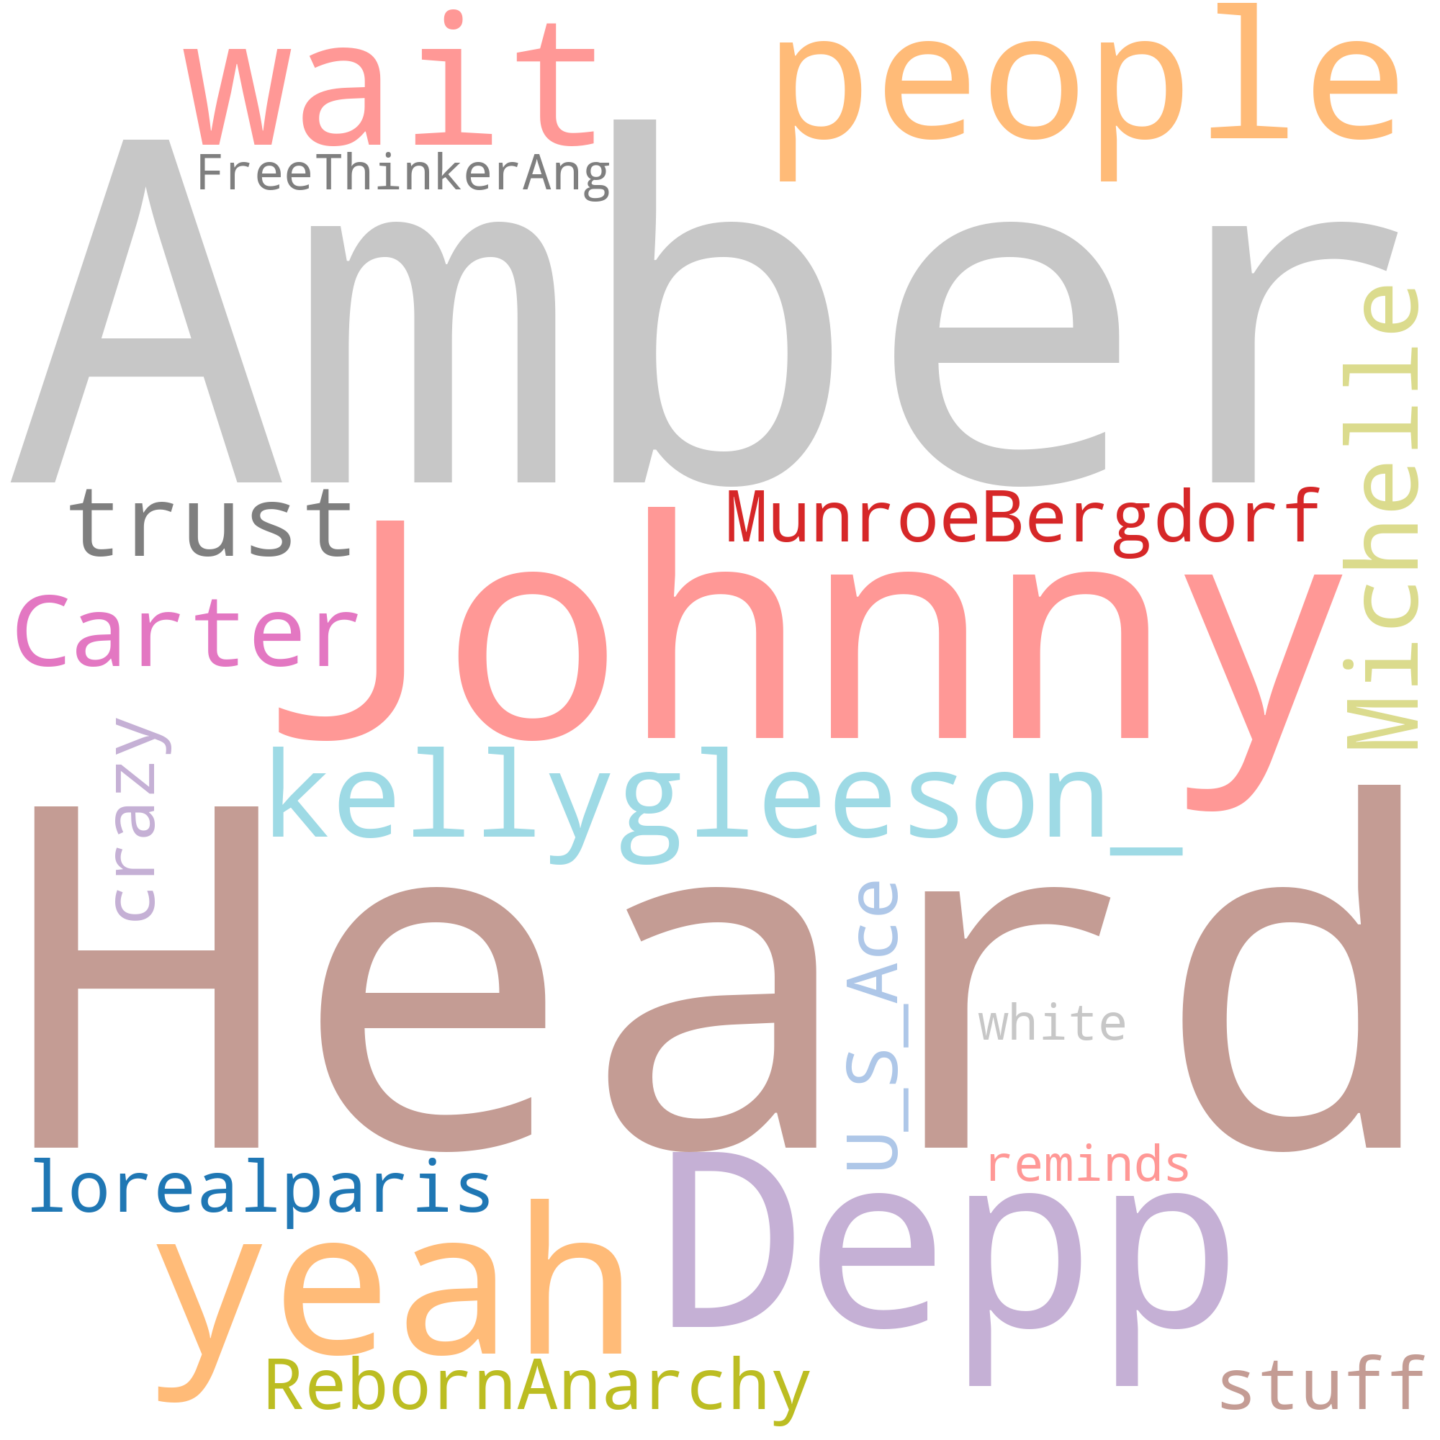 wait
people
FreeThinkerAng
Amber
Michelle
trust
MunroeBergdorf
Johnny
Carter
crazy
kellygleeson_
Heard
U_S_Ace
white
lorealparis
reminds
Depp
yeah
RebornAnarchy
stuff